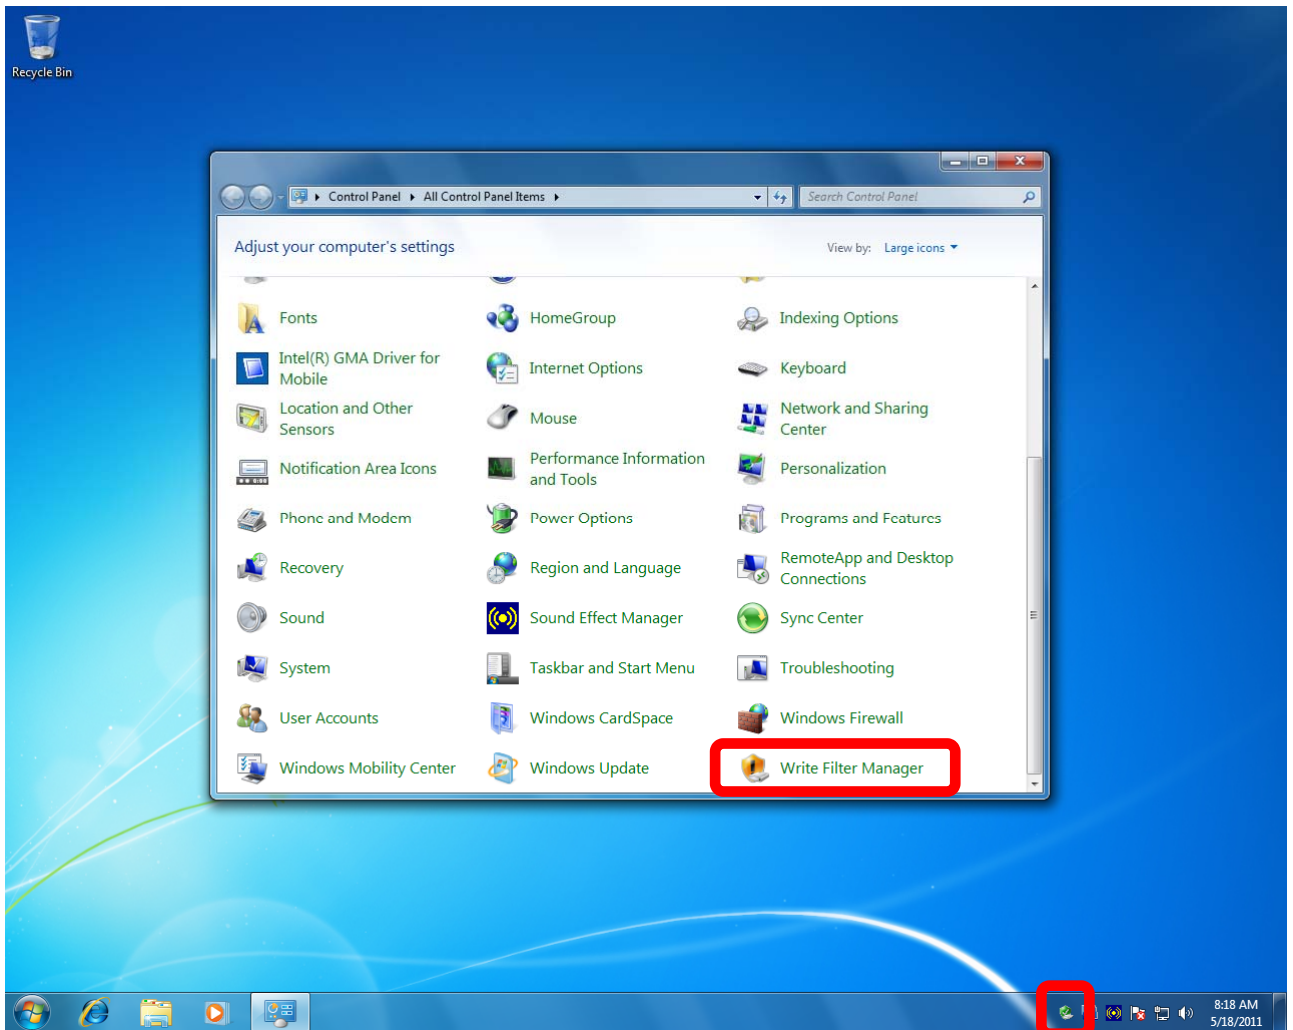 Recycle Bin
Control Panel All Control Panel Items
Search Control Panel
Adjust your computer's settings
View by: Large icons
Fonts
HomeGroup
Indexing Options
Intel(R) GMA Driver for
Mobile
Internet Options
Keyboard
Location and Other
Sensors
Mouse
Network and Sharing
Center
Notification Area Icons
Performance Information
and Tools
Personalization
Phone and Modem
Power Options
Programs and Features
Recovery
Region and Language
RemoteApp and Desktop
Connections
Sound
Sound Effect Manager
Sync Center
System
Taskbar and Start Menu
Troubleshooting
User Accounts
Windows CardSpace
Windows Firewall
Windows Mobility Center
Windows Update
Write Filter Manager
8:18 AM
5/18/2011